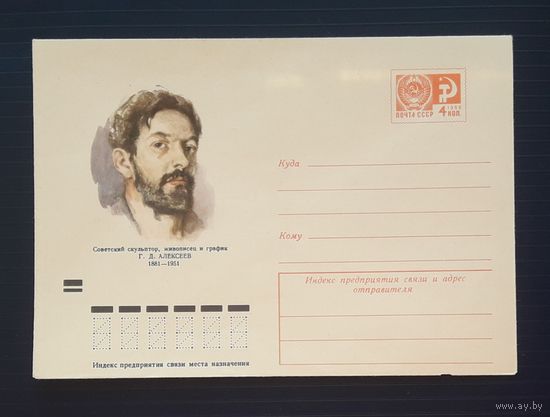 1966
ПОЧТА СССР
4 КОП.
Куда
Советский скульптор, живописец и график
Г. Д. АЛЕКСЕЕВ
1881—1951
Кому
Индекс предприятия связи и адрес
отправителя
Индекс предприятия связи места назначения
www.ay.by